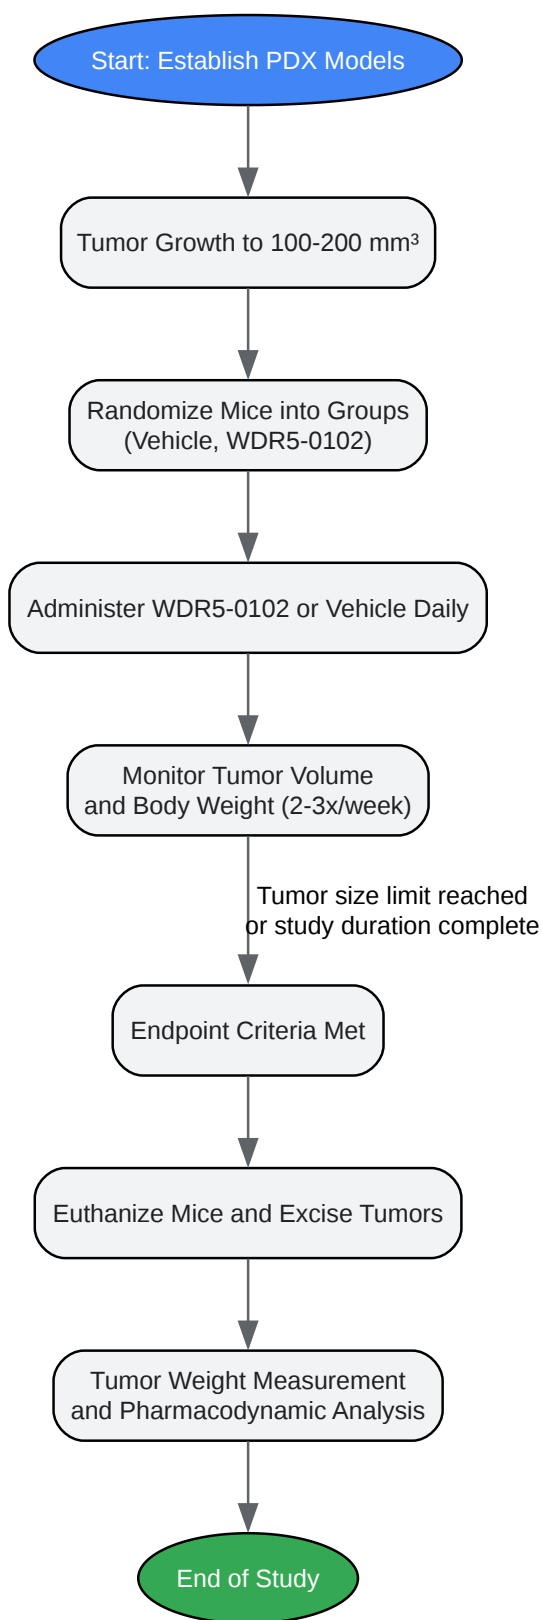 Start: Establish PDX Models
Tumor Growth to 100-200 mm³
Randomize Mice into Groups
(Vehicle, WDR5-0102)
Administer WDR5-0102 or Vehicle Daily
Monitor Tumor Volume
and Body Weight (2-3x/week)
Tumor size limit reached
or study duration complete
Endpoint Criteria Met
Euthanize Mice and Excise Tumors
Tumor Weight Measurement
and Pharmacodynamic Analysis
End of Study